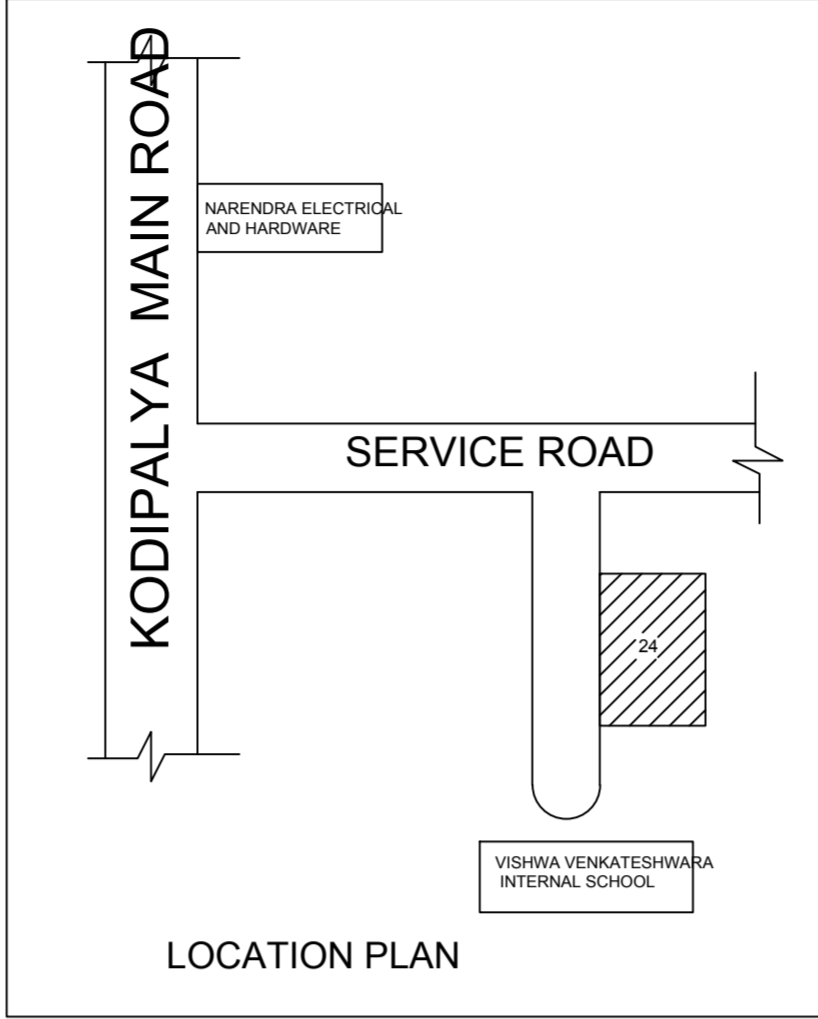 KODIPALYA MAIN ROAD
NARENDRA ELECTRICAL
AND HARDWARE
SERVICE ROAD
24
VISHWA VENKATESHWARA
INTERNAL SCHOOL
LOCATION PLAN